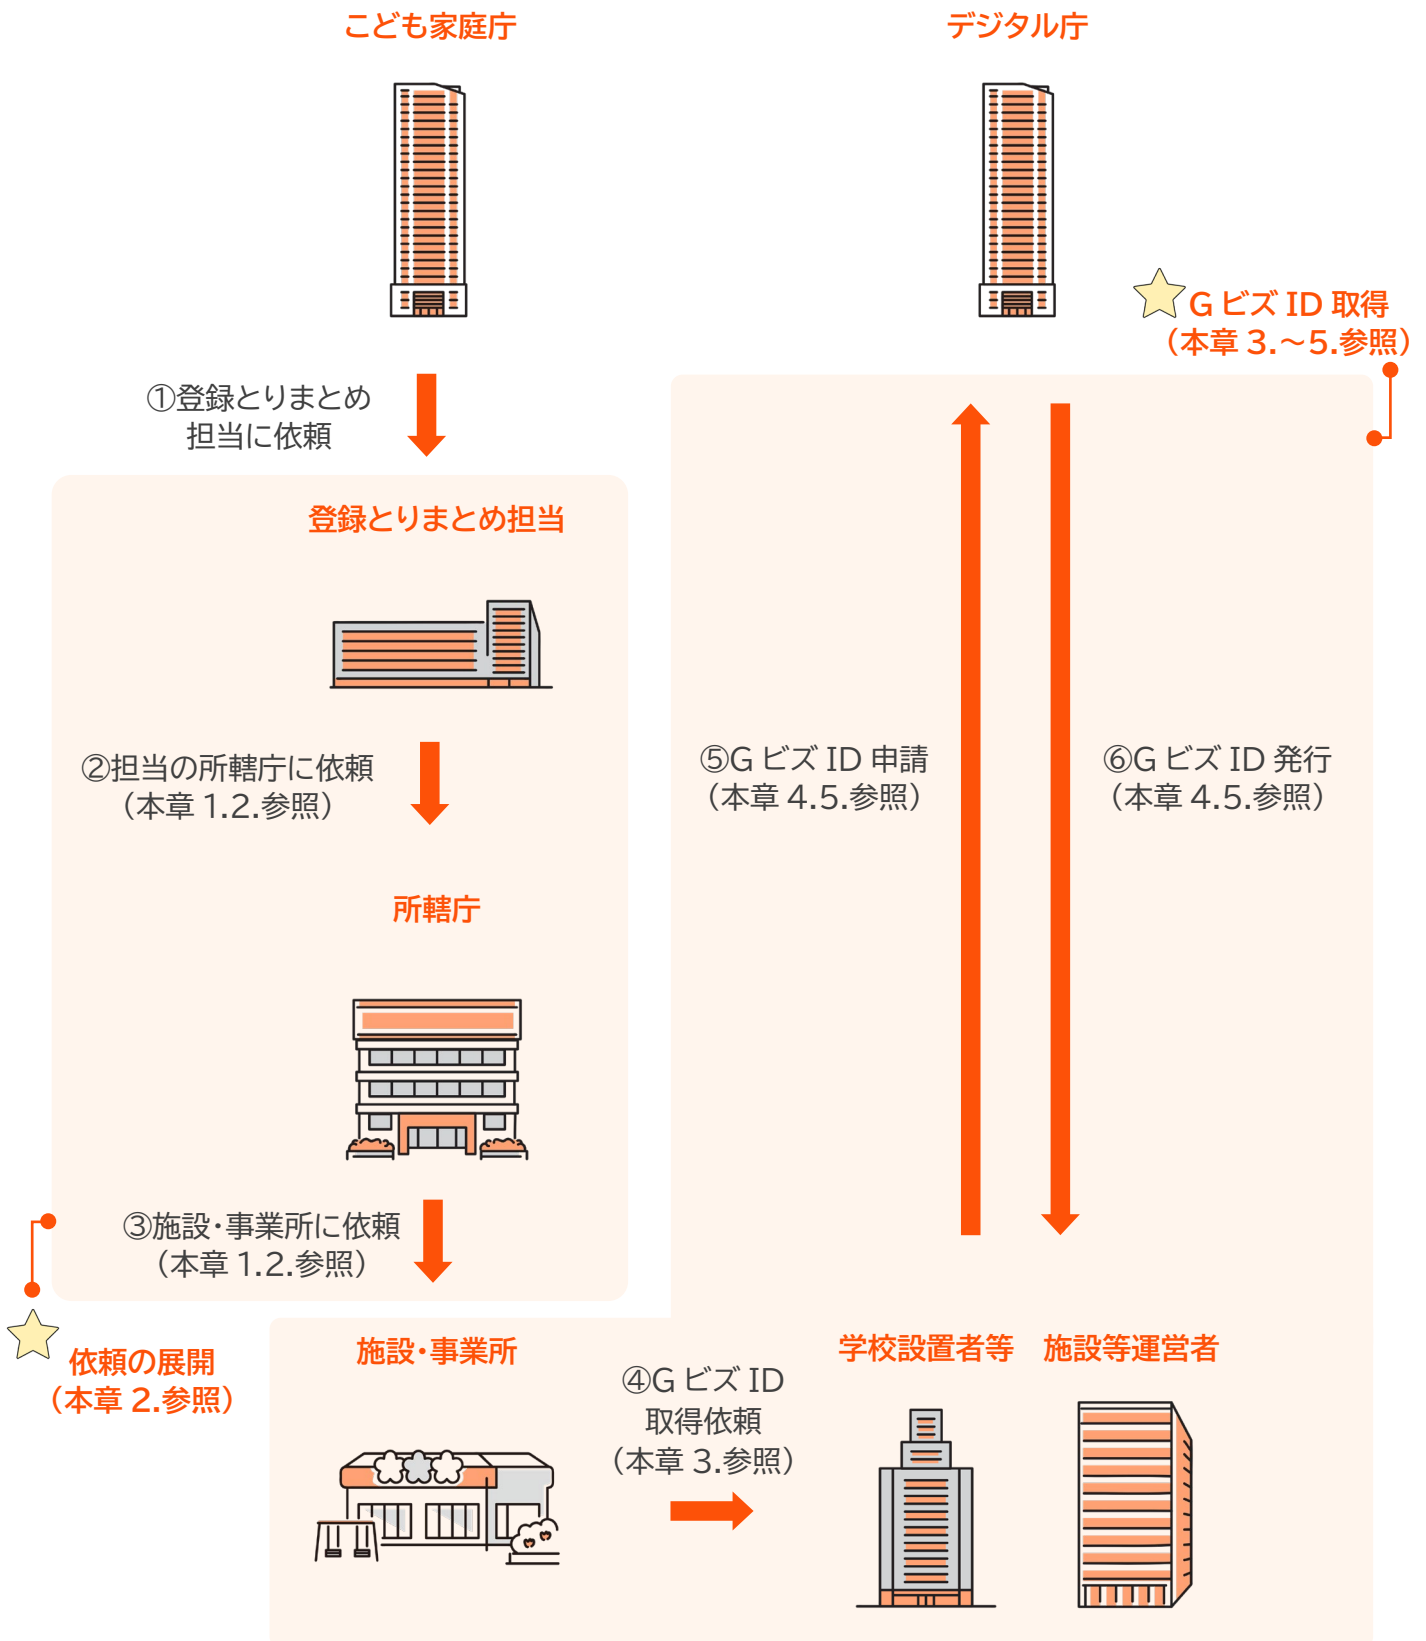 こども家庭庁
デジタル庁
Gビズ ID 取得
（本章 3.～5.参照）
①登録とりまとめ
担当に依頼
登録とりまとめ担当
②担当の所轄庁に依頼
（本章 1.2.参照）
⑤G ビズ ID 申請
（本章 4.5.参照）
⑥G ビズ ID 発行
（本章 4.5.参照）
所轄庁
③施設・事業所に依頼
（本章 1.2.参照）
依頼の展開
（本章 2.参照）
施設・事業所
④G ビズ ID
取得依頼
（本章 3.参照）
学校設置者等
施設等運営者